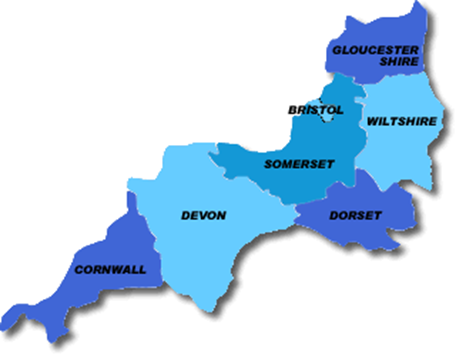 GLOUCESTER
SHIRE
BRISTOL
WILTSHIRE
SOMERSET
DEVON
DORSET
CORNWALL